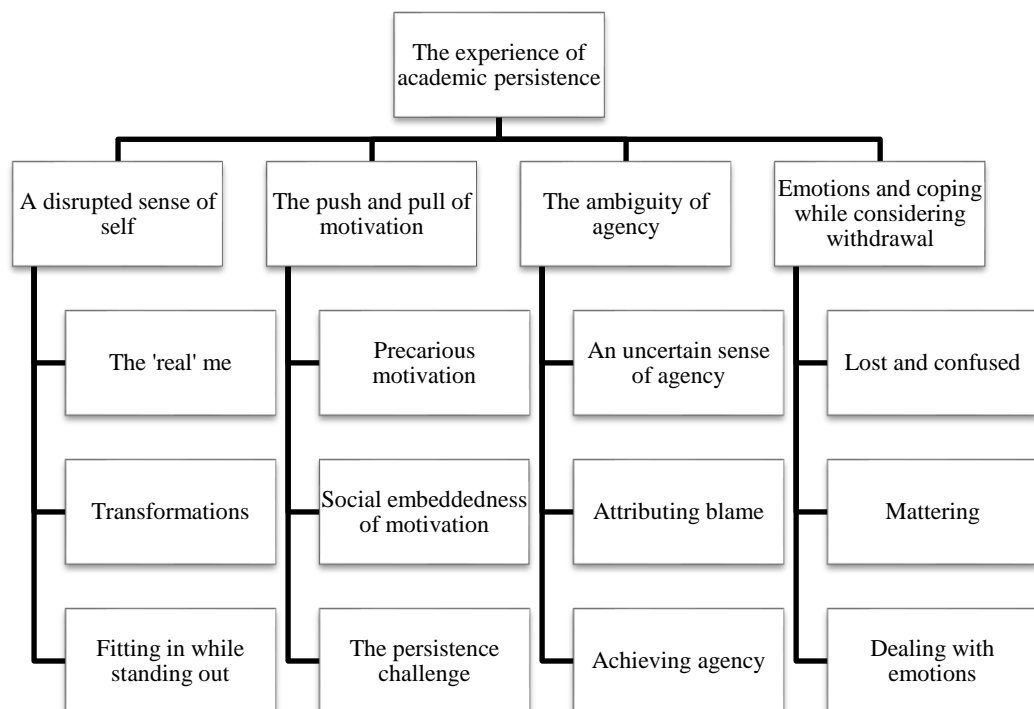 The experience of
academic persistence
A disrupted sense of
self
The push and pull of
motivation
The ambiguity of
agency
Emotions and coping
while considering
withdrawal
The 'real' me
Precarious
motivation
An uncertain sense
of agency
Lost and confused
Transformations
Social embeddedness
of motivation
Attributing blame
Mattering
Fitting in while
standing out
The persistence
challenge
Achieving agency
Dealing with
emotions